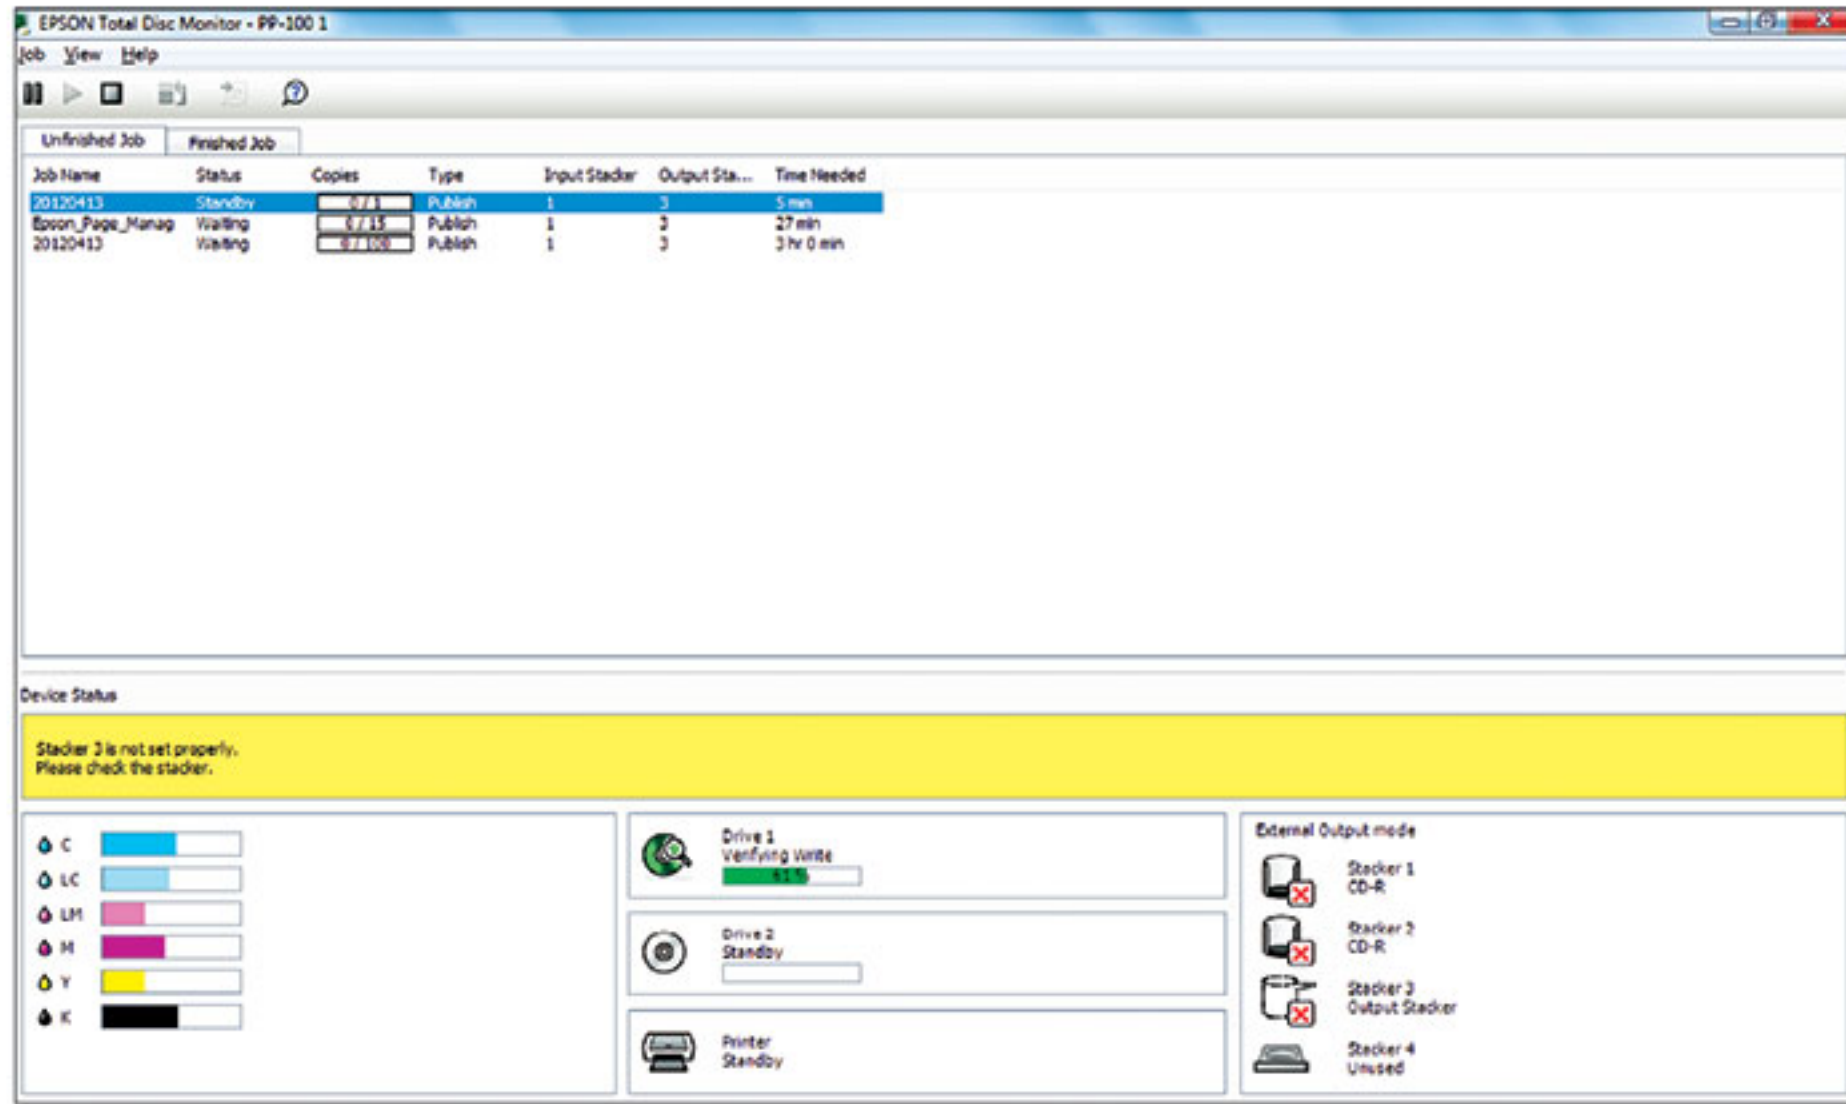 EPSON Total Disc Monitor - PP-100 1
Job View Help
Unfinished Job Finished Job
Job Name Status Copies Type Input Stacker Output Sta... Time Needed
20120413 Standby 0 / 1 Publish 1 3 5 min
Epson_Page_Manag Waiting 0 / 15 Publish 1 3 27 min
20120413 Waiting 0 / 100 Publish 1 3 3 hr 0 min
Device Status
Stacker 3 is not set properly.
Please check the stacker.
C
LC
LM
M
Y
K
Drive 1
Verifying Write
61 %
Drive 2
Standby
Printer
Standby
External Output mode
Stacker 1
CD-R
Stacker 2
CD-R
Stacker 3
Output Stacker
Stacker 4
Unused